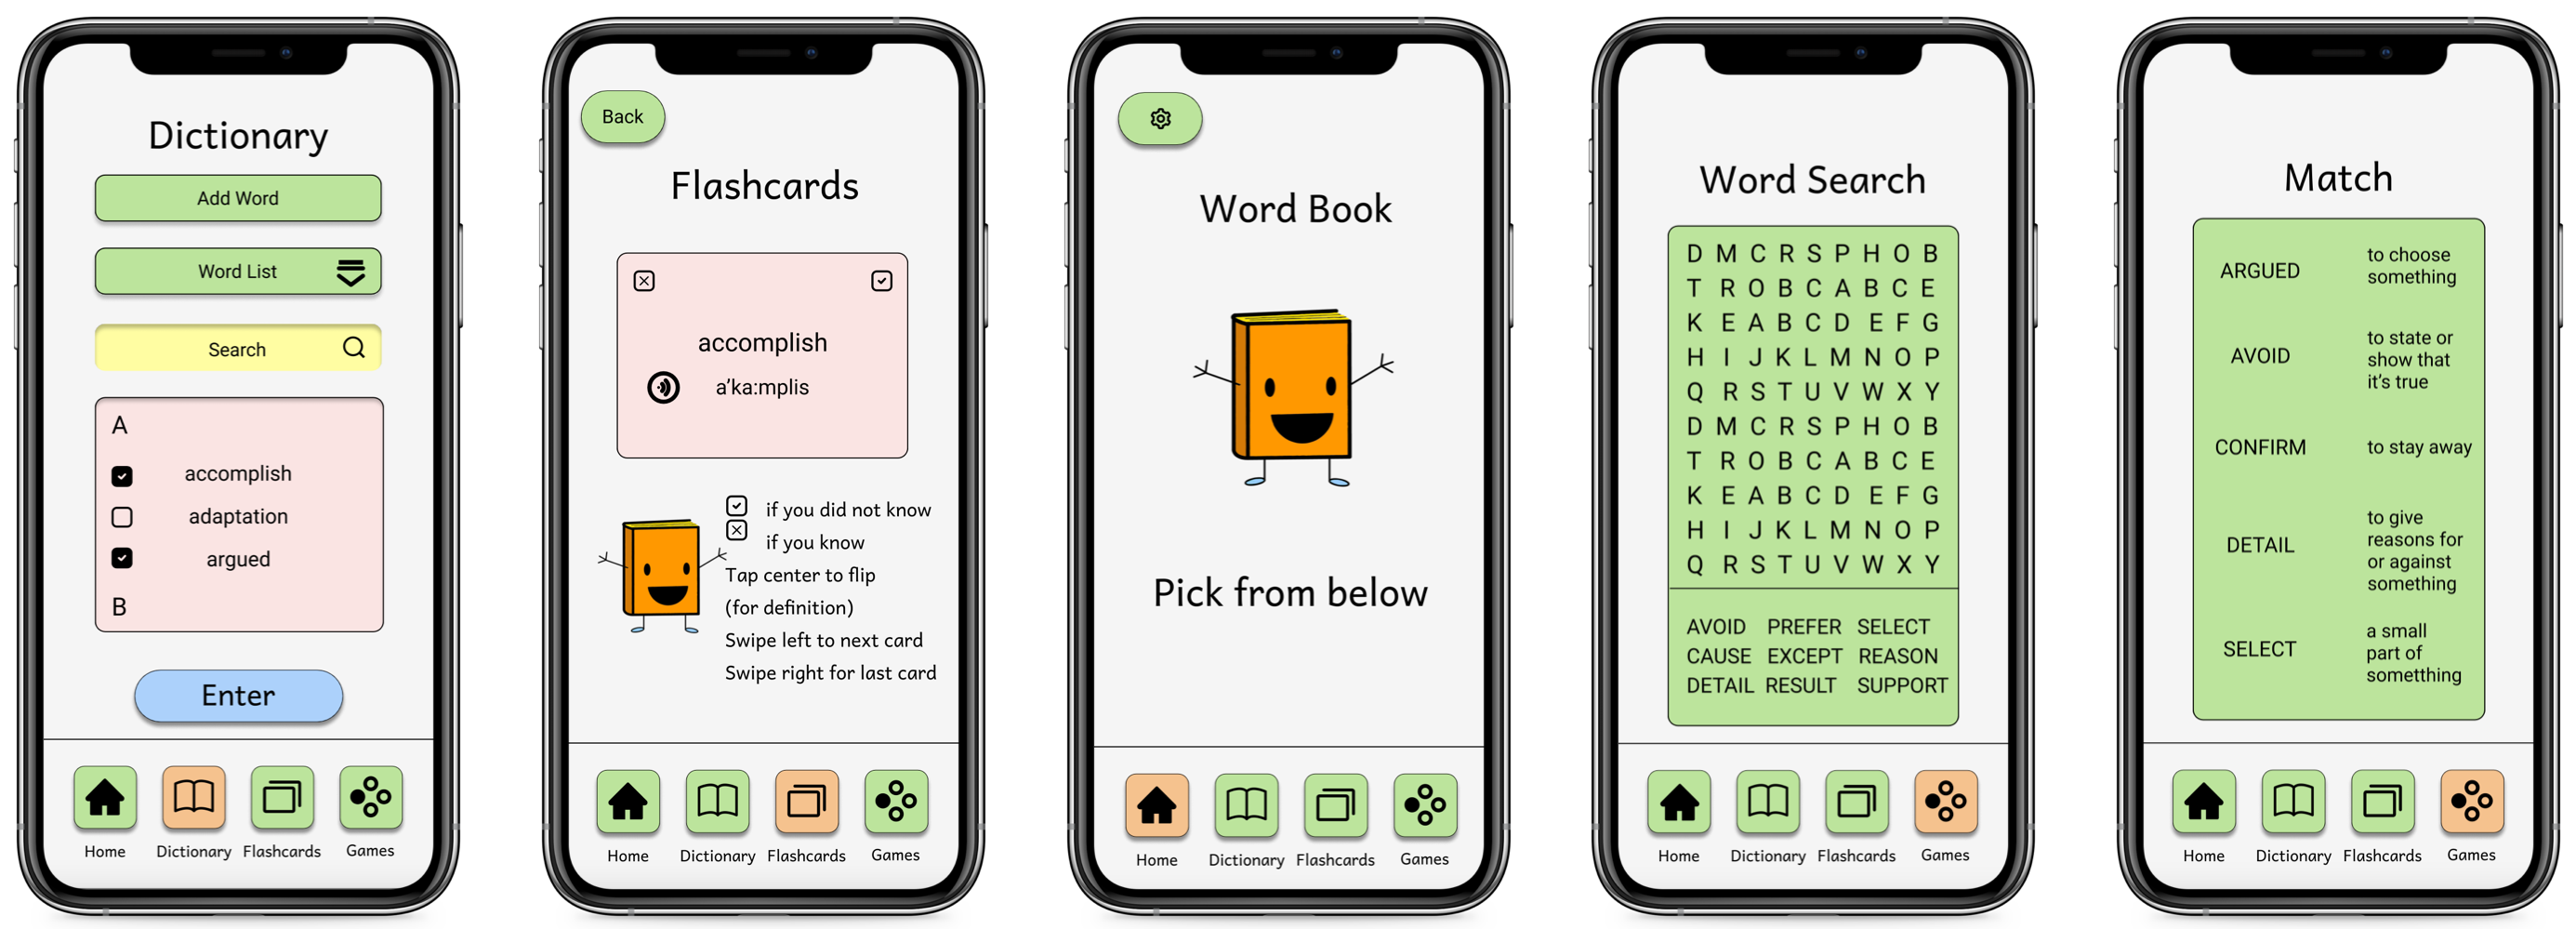 Dictionary
Add Word
Word List
Search
A
accomplish
adaptation
argued
B
Enter
Home Dictionary Flashcards Games
Back
Flashcards
accomplish
a'ka:mplis
if you did not know
if you know
Tap center to flip
(for definition)
Swipe left to next card
Swipe right for last card
Home Dictionary Flashcards Games
Word Book
Pick from below
Home Dictionary Flashcards Games
Word Search
D M C R S P H O B
T R O B C A B C E
K E A B C D E F G
H I J K L M N O P
Q R S T U V W X Y
D M C R S P H O B
T R O B C A B C E
K E A B C D E F G
H I J K L M N O P
Q R S T U V W X Y
AVOID PREFER SELECT
CAUSE EXCEPT REASON
DETAIL RESULT SUPPORT
Home Dictionary Flashcards Games
Match
ARGUED
to choose
something
AVOID
to state or
show that
it's true
CONFIRM
to stay away
DETAIL
to give
reasons for
or against
something
SELECT
a small
part of
sometthing
Home Dictionary Flashcards Games